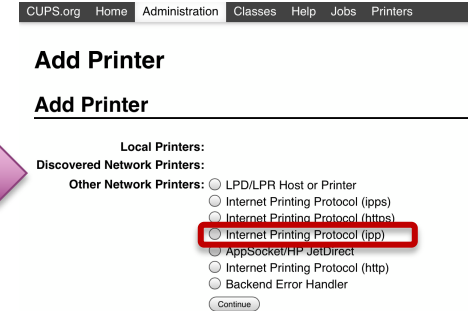 CUPS.org Home Administration Classes Help Jobs Printers
Add Printer
Add Printer
Local Printers:
Discovered Network Printers:
Other Network Printers: LPD/LPR Host or Printer
Internet Printing Protocol (ipps)
Internet Printing Protocol (https)
Internet Printing Protocol (ipp)
AppSocket/HP JetDirect
Internet Printing Protocol (http)
Backend Error Handler
Continue